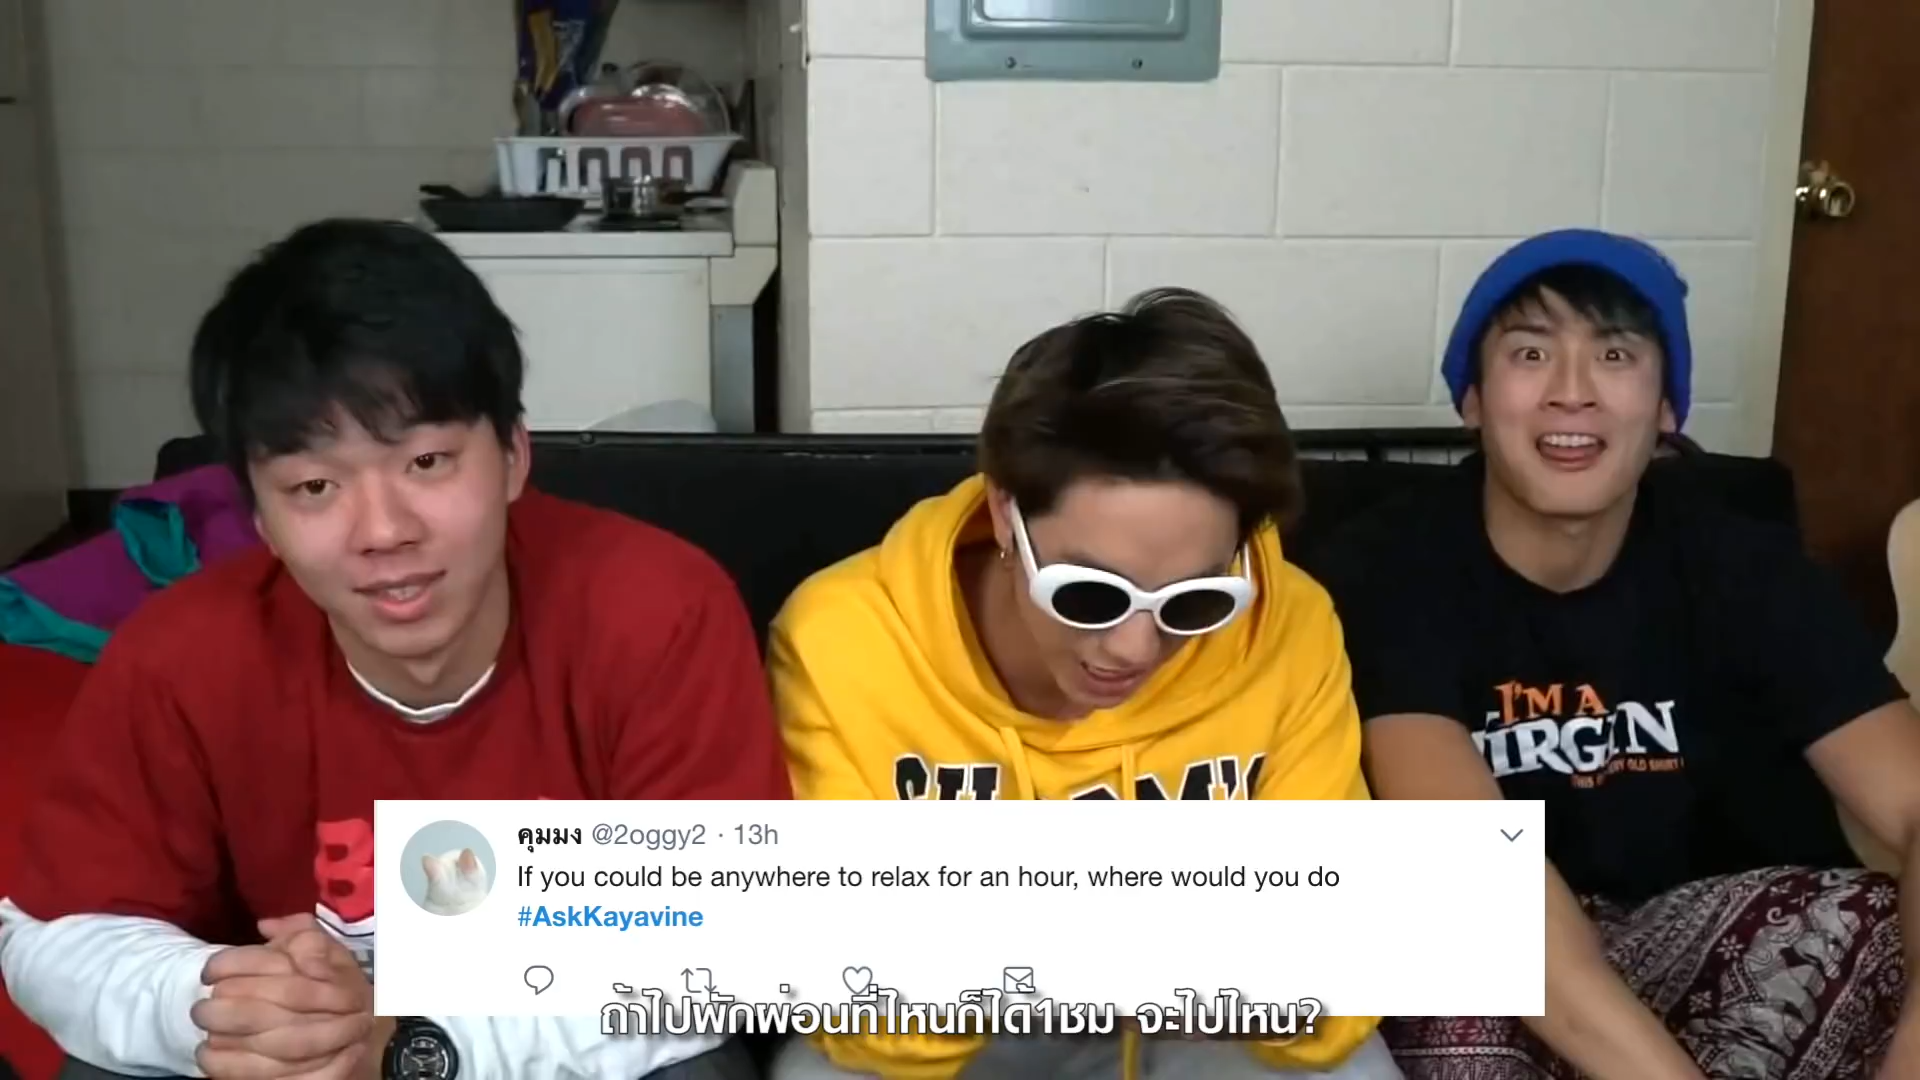 I'M A
VIRGIN
คุมมง @2oggy2 · 13h
If you could be anywhere to relax for an hour, where would you do
#AskKayavine
ถ้าไปพักผ่อนที่ไหนก็ได้1ชม จะไปไหน?